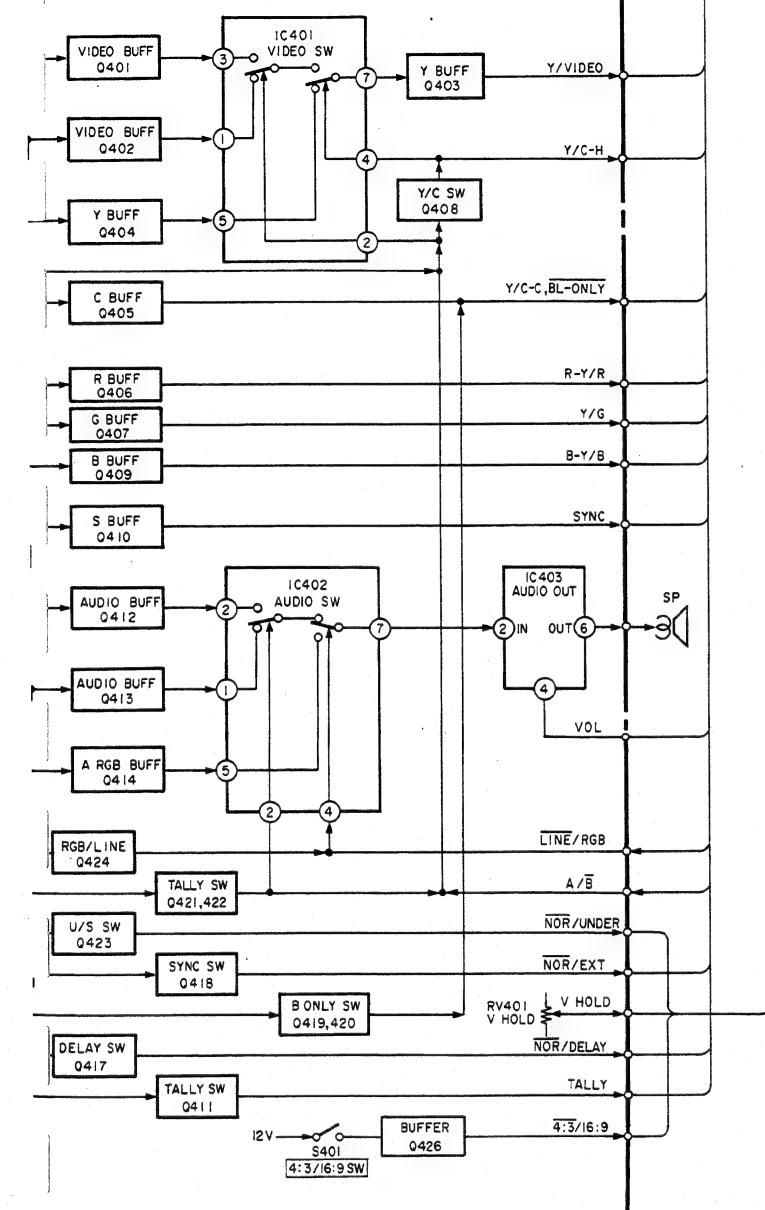 VIDEO BUFF
Q401
3
IC401
VIDEO SW
7
Y BUFF
Q403
Y/VIDEO
VIDEO BUFF
Q402
1
4
Y/C-H
Y/C SW
Q408
Y BUFF
Q404
5
2
C BUFF
Q405
Y/C-C, BL-ONLY
R BUFF
Q406
R-Y/R
G BUFF
Q407
Y/G
B BUFF
Q409
B-Y/B
S BUFF
Q410
SYNC
AUDIO BUFF
Q412
2
IC402
AUDIO SW
7
IC403
AUDIO OUT
2 IN
OUT 6
4
SP
AUDIO BUFF
Q413
1
VOL
A RGB BUFF
Q414
5
2
4
RGB/LINE
Q424
LINE/RGB
TALLY SW
Q421,422
A/B
U/S SW
Q423
NOR/UNDER
SYNC SW
Q418
NOR/EXT
B ONLY SW
Q419,420
RV401
V HOLD
V HOLD
DELAY SW
Q417
NOR/DELAY
TALLY SW
Q411
TALLY
12V
S401
4:3/16:9 SW
BUFFER
Q426
4:3/16:9